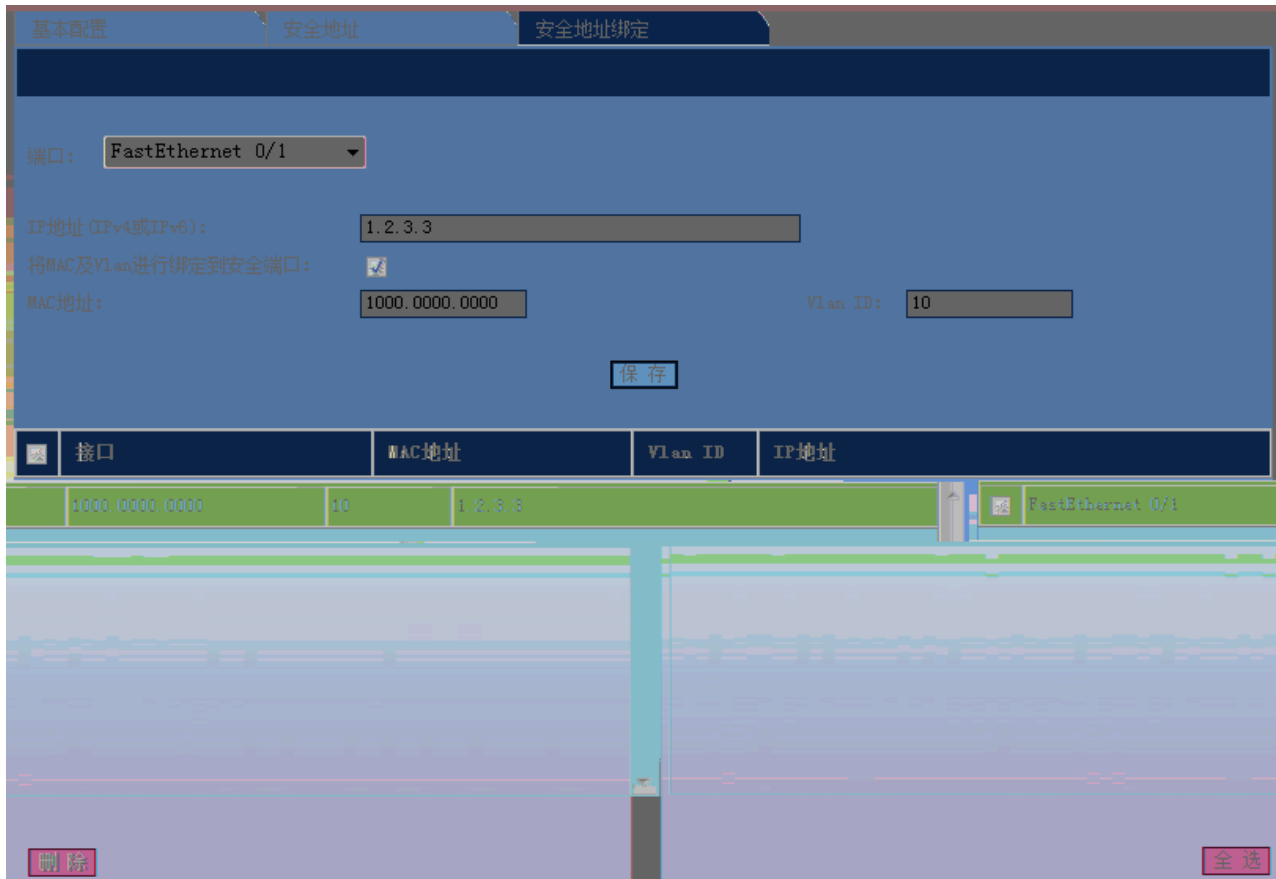 基本配置 安全地址 安全地址绑定
端口: FastEthernet 0/1
IP地址(IPv4或IPv6): 1.2.3.3
将MAC及Vlan进行绑定到安全端口:
MAC地址: 1000.0000.0000 Vlan ID: 10
保 存
接口 MAC地址 Vlan ID IP地址
1000.0000.0000 10 1.2.3.3 FastEthernet 0/1
删 除 全 选